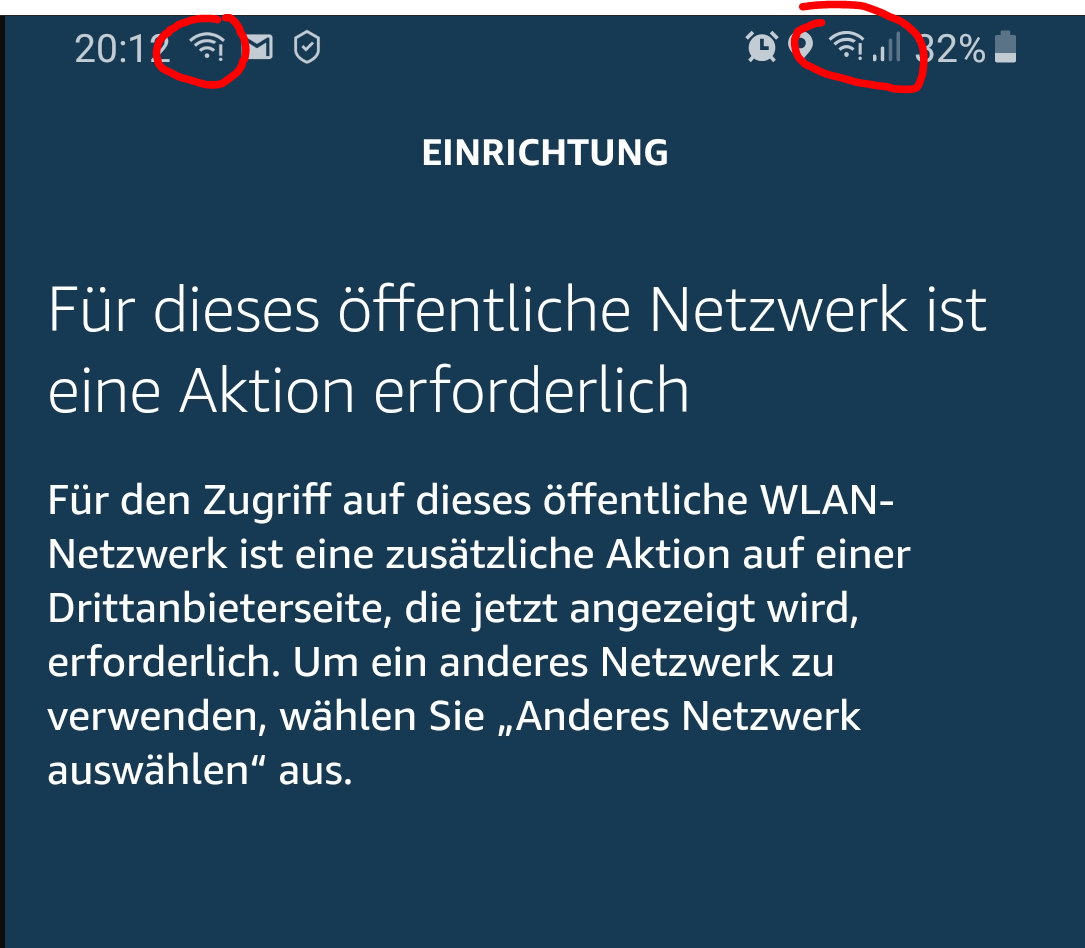 20:12 32%
EINRICHTUNG
Für dieses öffentliche Netzwerk ist
eine Aktion erforderlich
Für den Zugriff auf dieses öffentliche WLAN-
Netzwerk ist eine zusätzliche Aktion auf einer
Drittanbieterseite, die jetzt angezeigt wird,
erforderlich. Um ein anderes Netzwerk zu
verwenden, wählen Sie „Anderes Netzwerk
auswählen“ aus.